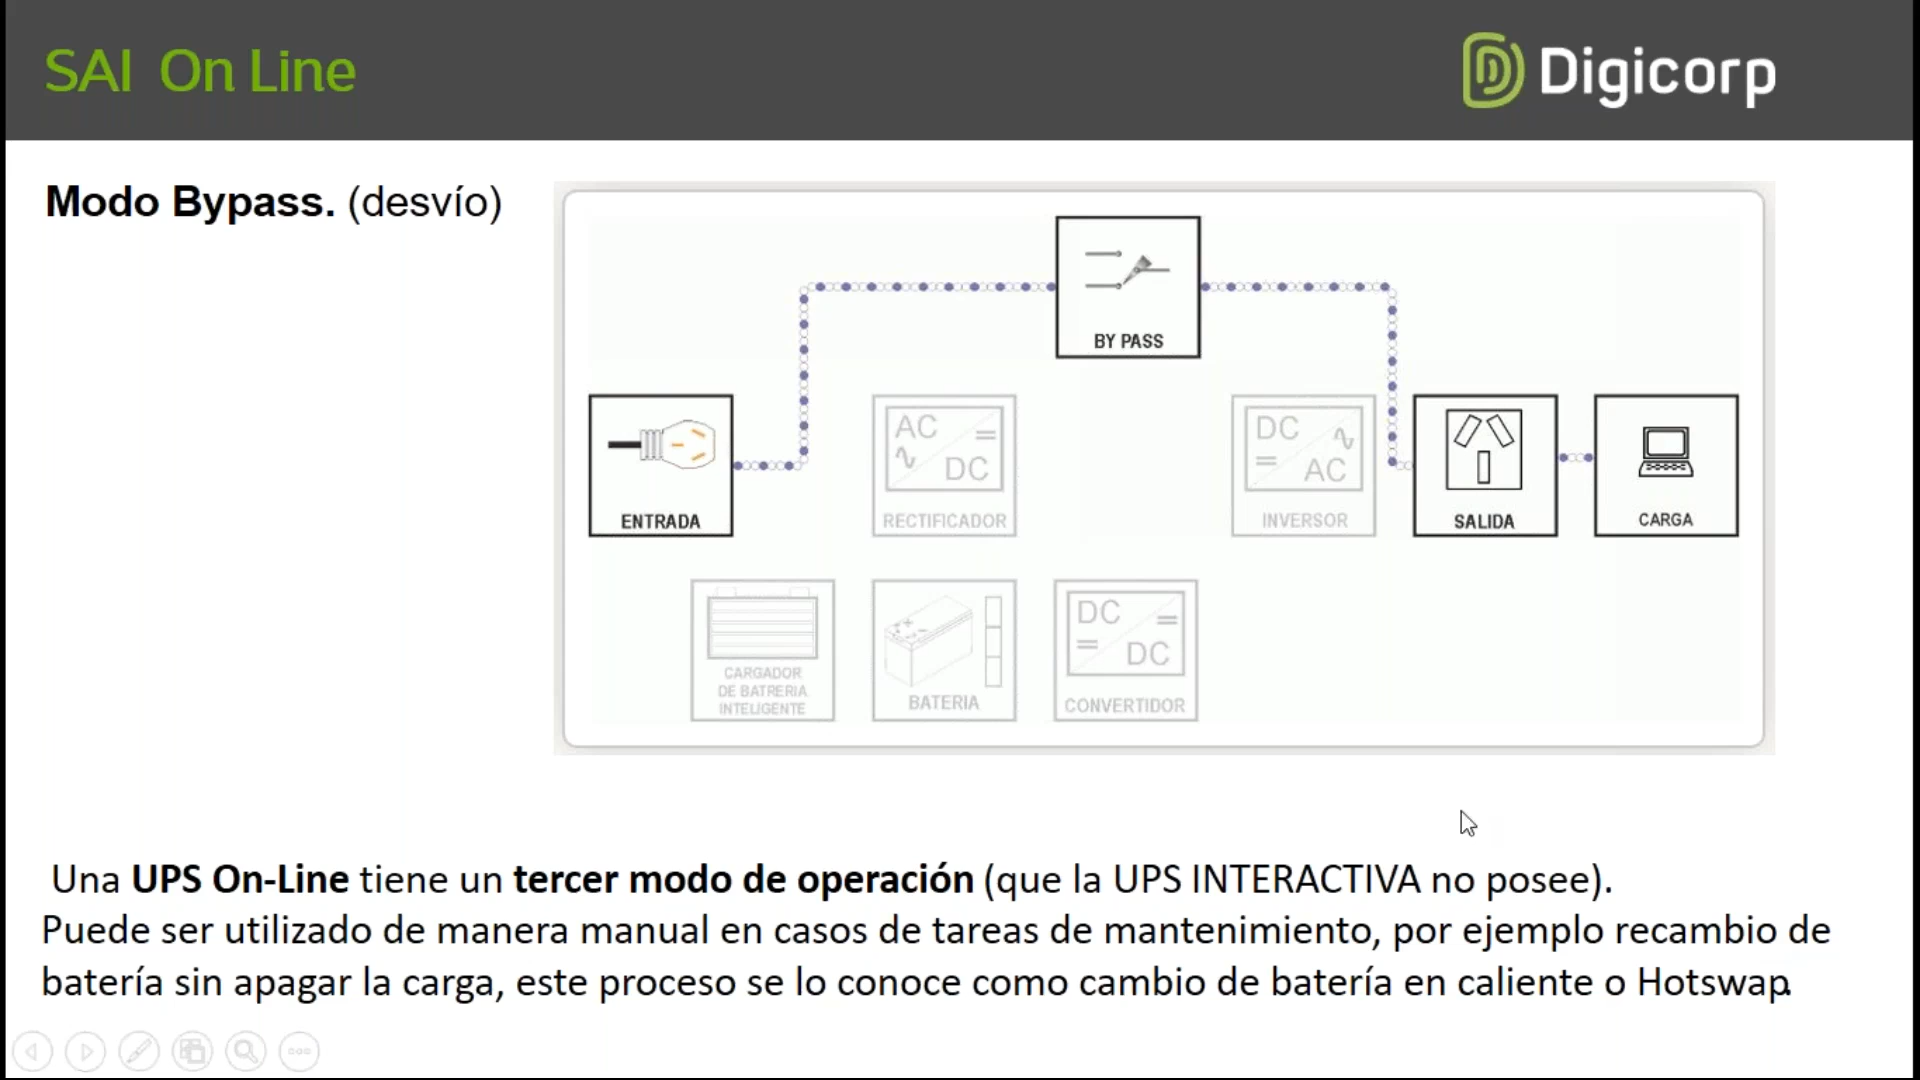 SAI On Line
Digicorp
Modo Bypass. (desvío)
BY PASS
ENTRADA
AC
DC
RECTIFICADOR
DC
AC
INVERSOR
SALIDA
CARGA
CARGADOR
DE BATRERIA
INTELIGENTE
BATERIA
DC
DC
CONVERTIDOR
Una UPS On-Line tiene un tercer modo de operación (que la UPS INTERACTIVA no posee).
Puede ser utilizado de manera manual en casos de tareas de mantenimiento, por ejemplo recambio de
batería sin apagar la carga, este proceso se lo conoce como cambio de batería en caliente o Hotswap.